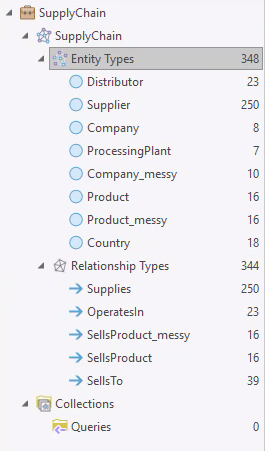 SupplyChain
SupplyChain
Entity Types 348
Distributor 23
Supplier 250
Company 8
ProcessingPlant 7
Company_messy 10
Product 16
Product_messy 16
Country 18
Relationship Types 344
Supplies 250
OperatesIn 23
SellsProduct_messy 16
SellsProduct 16
SellsTo 39
Collections
Queries 0